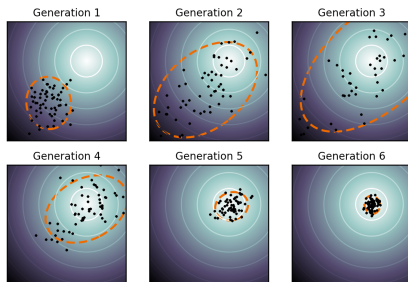 Generation 1
Generation 2
Generation 3
Generation 4
Generation 5
Generation 6